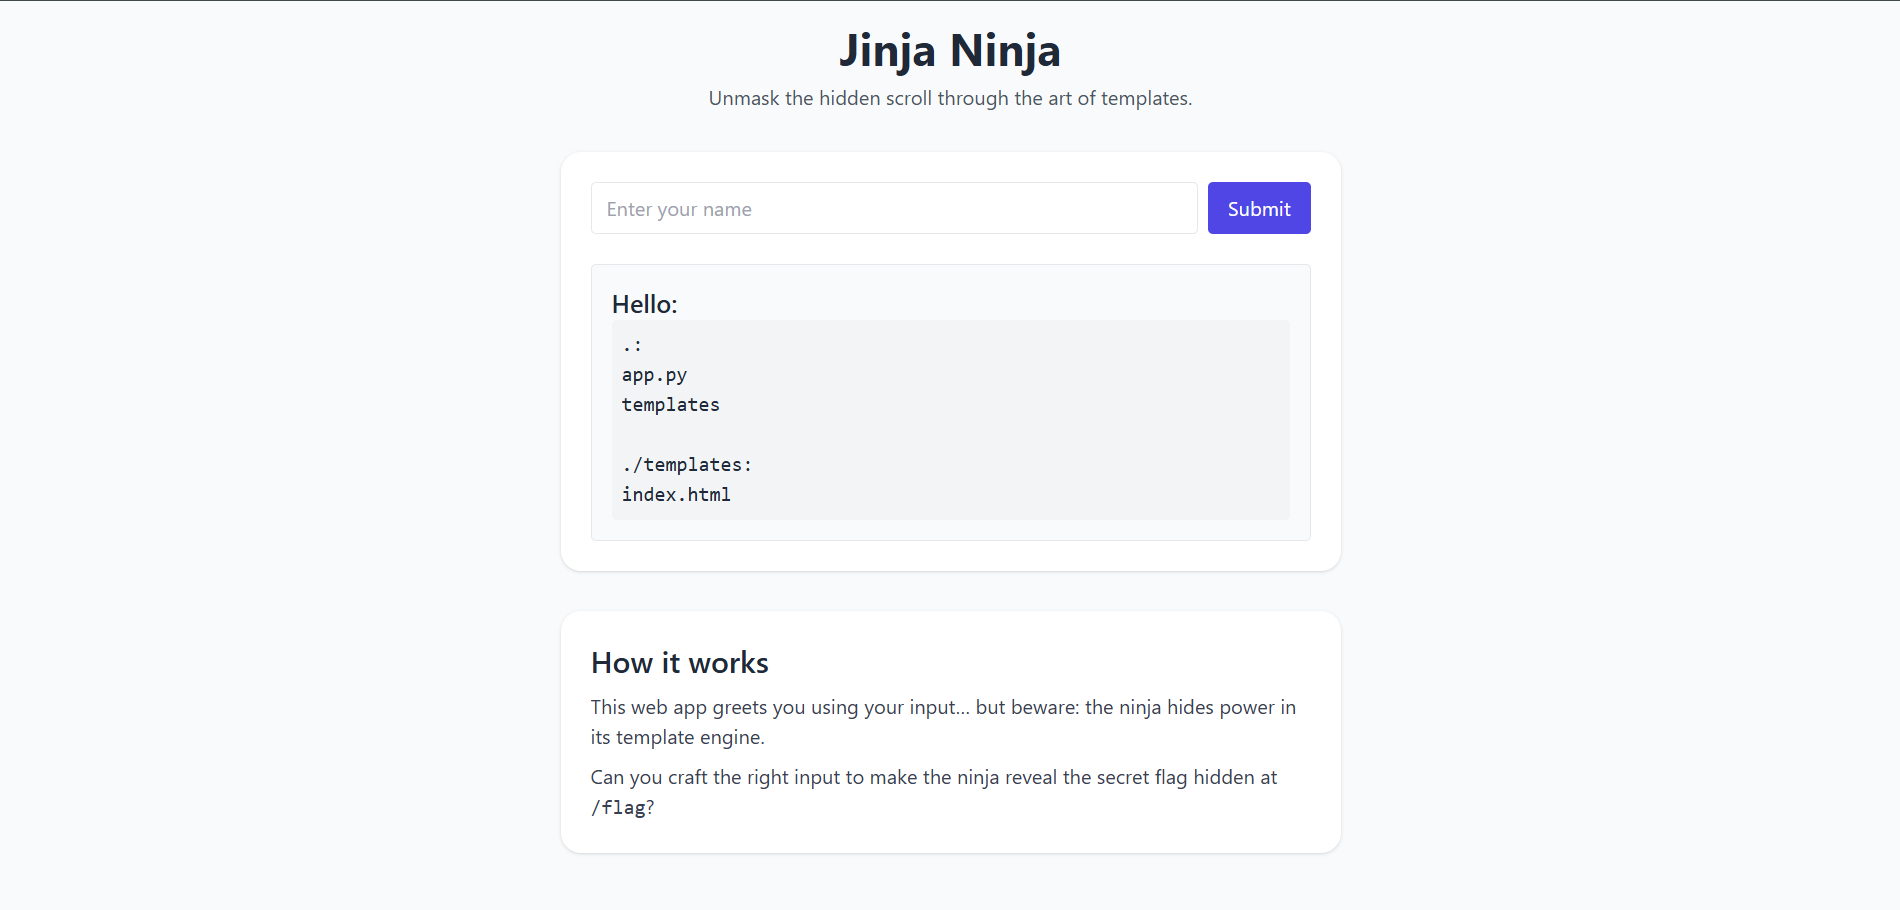 Jinja Ninja
Unmask the hidden scroll through the art of templates.
Enter your name
Submit
Hello:
.:
app.py
templates
./templates:
index.html
How it works
This web app greets you using your input... but beware: the ninja hides power in
its template engine.
Can you craft the right input to make the ninja reveal the secret flag hidden at
/flag?